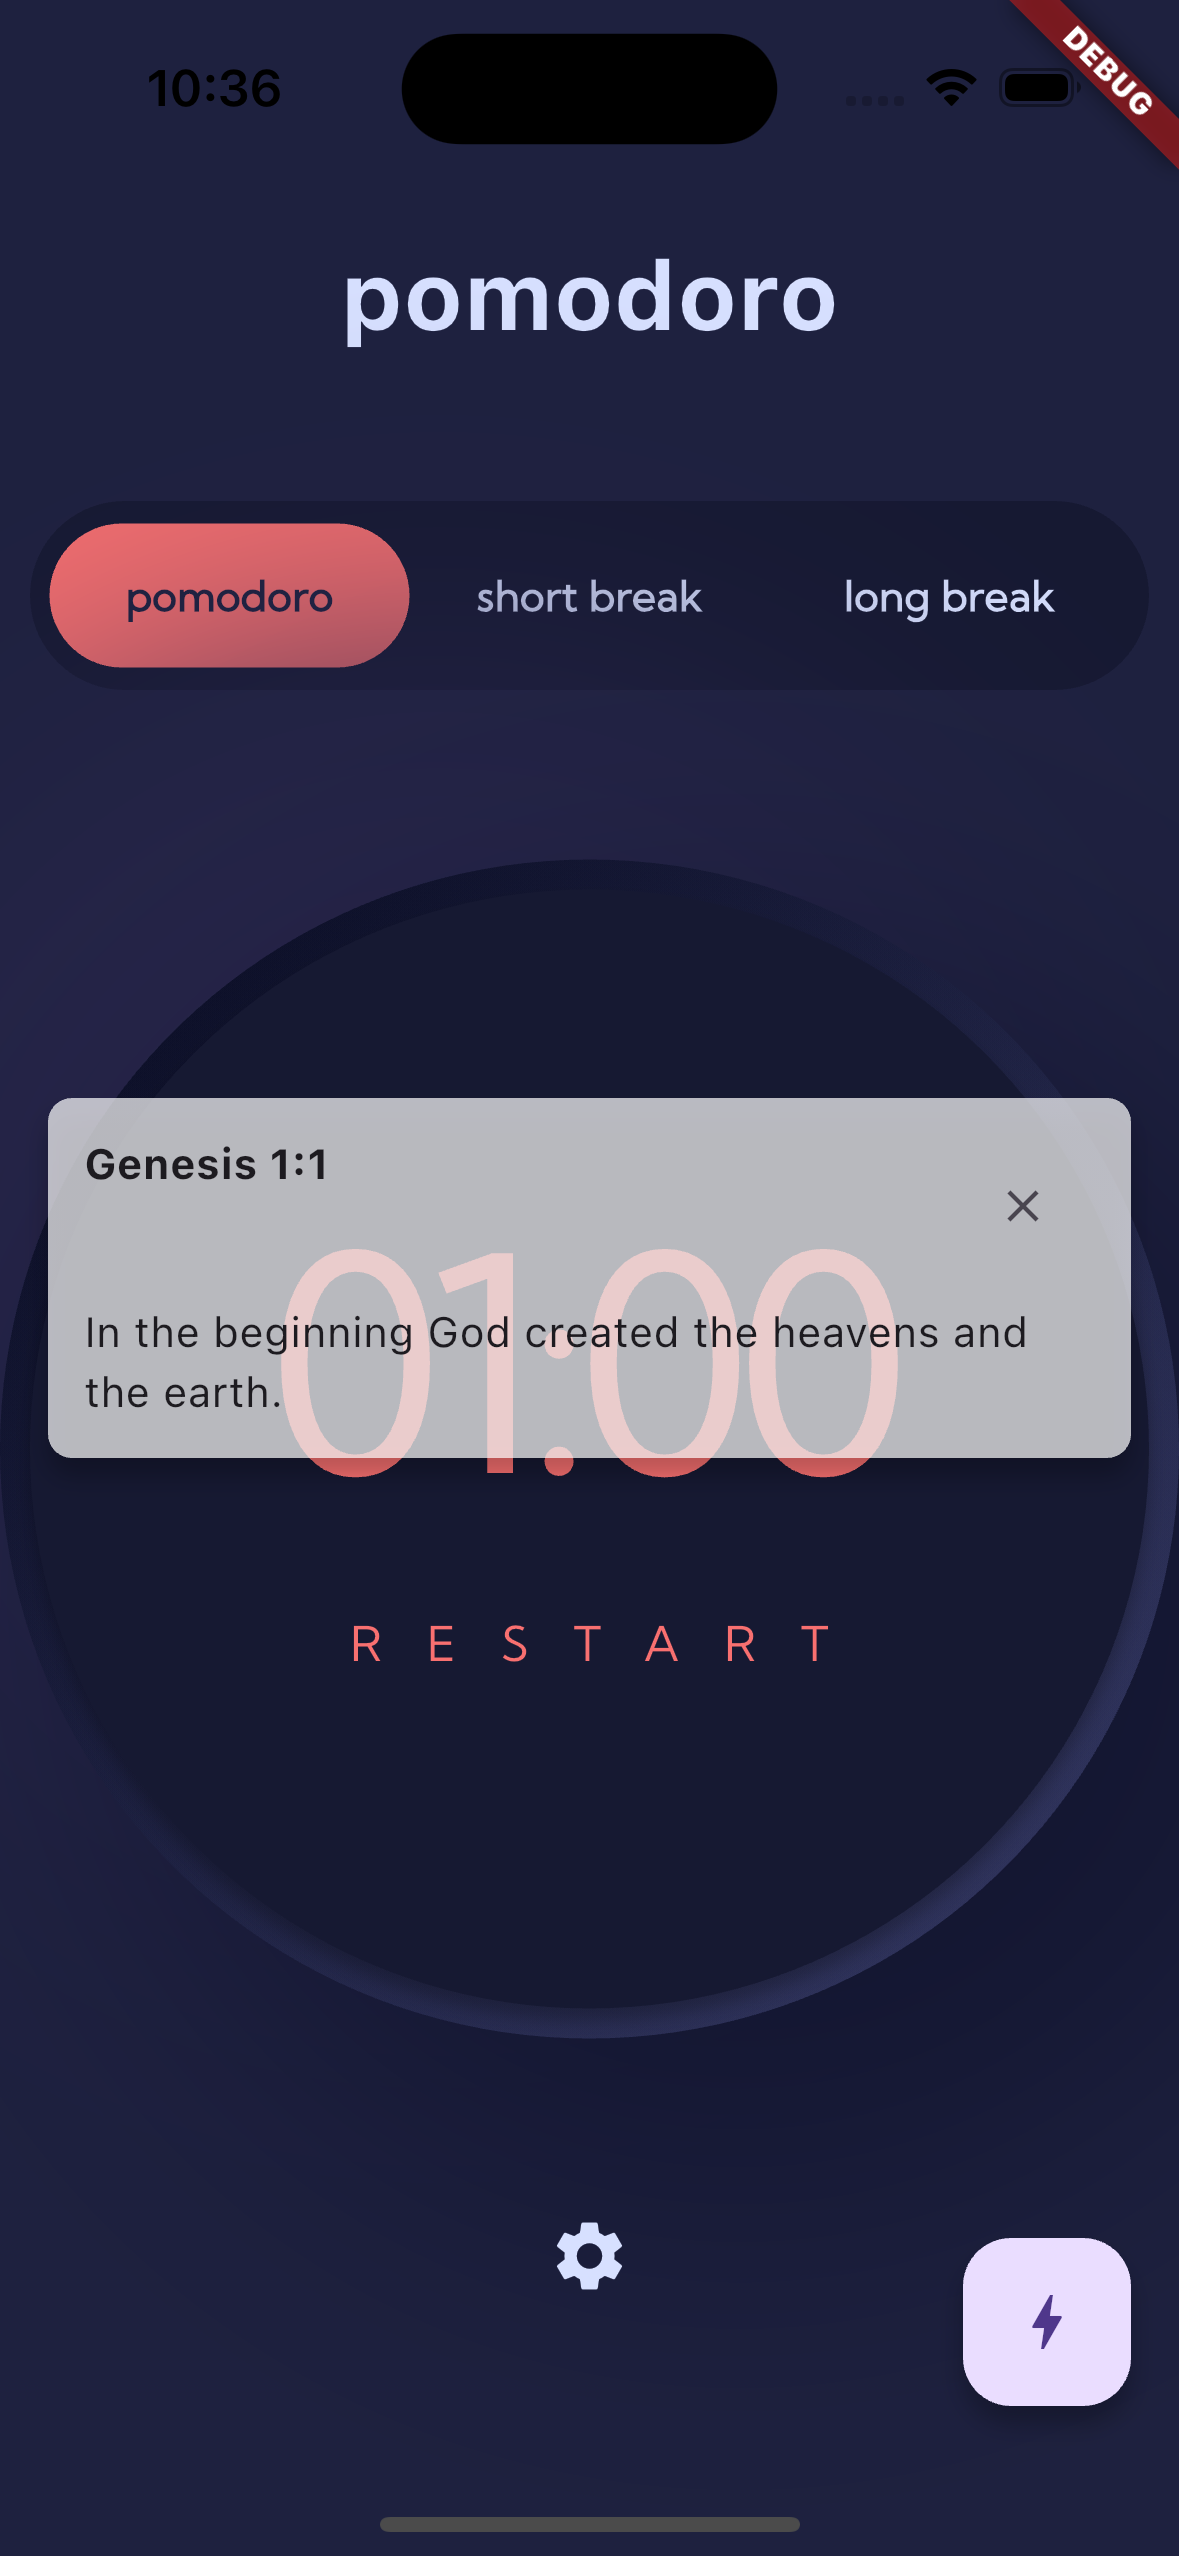 10:36
DEBUG
pomodoro
pomodoro short break long break
Genesis 1:1
In the beginning God created the heavens and
the earth.
01:00
RESTART